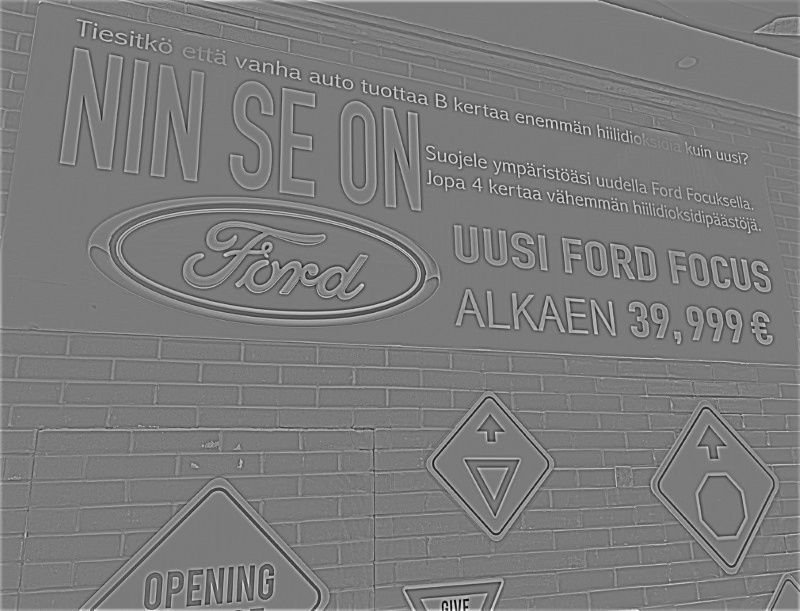 Tiesitkö että vanha auto tuottaa B kertaa enemmän hiilidioksidia kuin uusi?
NIN SE ON
Suojele ympäristöäsi uudella Ford Focuksella.
Jopa 4 kertaa vähemmän hiilidioksidipäästöjä.
Ford
UUSI FORD FOCUS
ALKAEN 39,999 €
OPENING
GIVE